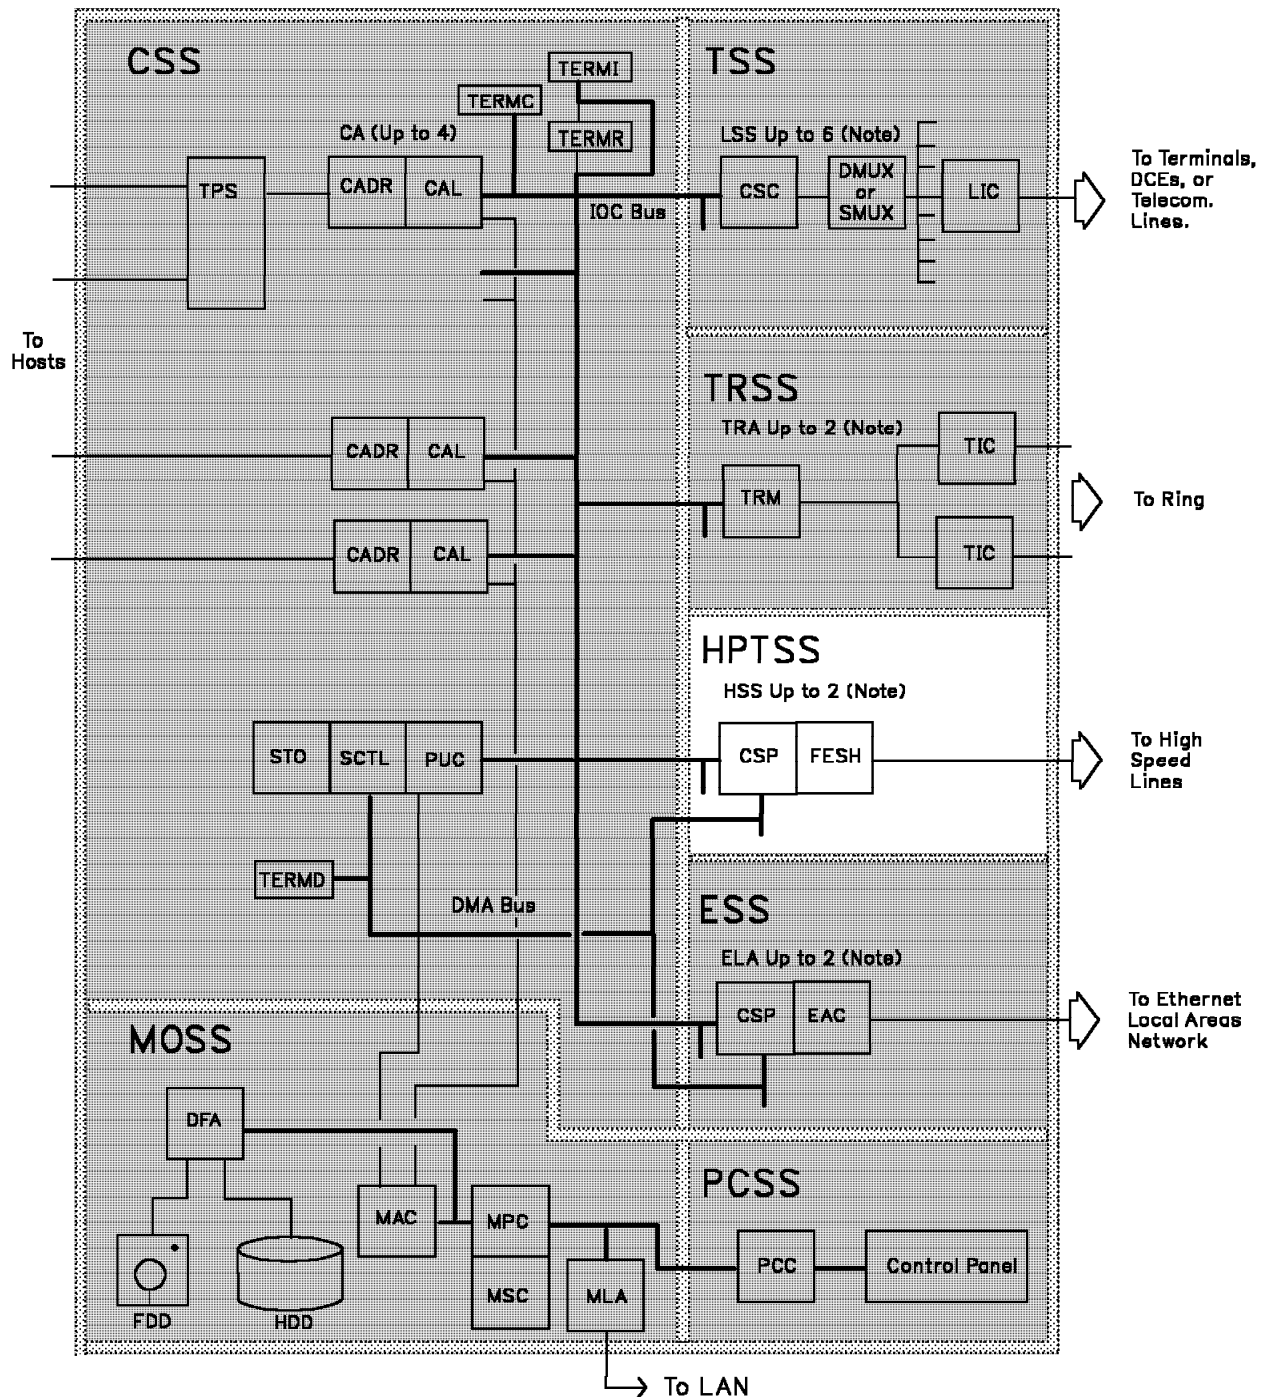 CSS
TERMI
TERMC
TERMR
CA (Up to 4)
TPS
CADR
CAL
IOC Bus
To
Hosts
CADR
CAL
CADR
CAL
STO
SCTL
PUC
TERMD
DMA Bus
TSS
LSS Up to 6 (Note)
CSC
DMUX
or
SMUX
LIC
To Terminals,
DCEs, or
Telecom.
Lines.
TRSS
TRA Up to 2 (Note)
TRM
TIC
TIC
To Ring
HPTSS
HSS Up to 2 (Note)
CSP
FESH
To High
Speed
Lines
ESS
ELA Up to 2 (Note)
CSP
EAC
To Ethernet
Local Areas
Network
MOSS
DFA
FDD
HDD
MAC
MPC
MSC
MLA
To LAN
PCSS
PCC
Control Panel